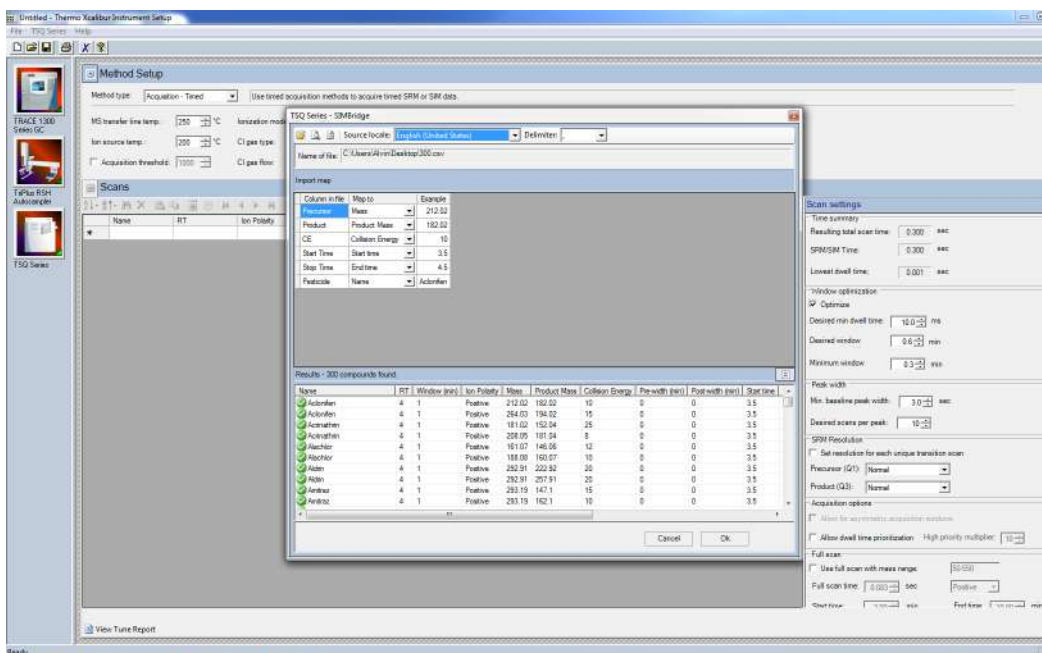 Untitled - Thermo Xcalibur Instrument Setup
File TSQ Series Help
TRACE 1300
Series GC
TriPlus RSH
Autosampler
TSQ Series
Method Setup
Method type: Acquisition - Timed Use timed acquisition methods to acquire timed SRM or SIM data.
MS transfer line temp.: 250 °C Ionization mode
Ion source temp.: 200 °C CI gas type:
Acquisition threshold: 1000 CI gas flow:
Scans
Name RT Ion Polarity
TSQ Series - SIMBridge
Source locale: English (United States) Delimiter: ,
Name of file: C:\Users\Alvin\Desktop\300.csv
Import map
Column in file Map to Example
Precursor Mass 212.02
Product Product Mass 182.02
CE Collision Energy 10
Start Time Start time 3.5
Stop Time End time 4.5
Pesticide Name Aclonifen
Results - 300 compounds found
Name RT Window (min) Ion Polarity Mass Product Mass Collision Energy Pre-width (min) Post-width (min) Start time
Aclonifen 4 1 Positive 212.02 182.02 10 0 0 3.5
Aclonifen 4 1 Positive 264.03 194.02 15 0 0 3.5
Acrinathrin 4 1 Positive 181.02 152.04 25 0 0 3.5
Acrinathrin 4 1 Positive 208.05 181.04 8 0 0 3.5
Alachlor 4 1 Positive 161.07 146.06 12 0 0 3.5
Alachlor 4 1 Positive 188.08 160.07 10 0 0 3.5
Aldrin 4 1 Positive 292.91 222.92 20 0 0 3.5
Aldrin 4 1 Positive 292.91 257.91 20 0 0 3.5
Amitraz 4 1 Positive 293.19 147.1 15 0 0 3.5
Amitraz 4 1 Positive 293.19 162.1 10 0 0 3.5
Cancel Ok
Scan settings
Time summary
Resulting total scan time: 0.300 sec
SRM/SIM Time: 0.300 sec
Lowest dwell time: 0.001 sec
Window optimization
Optimize
Desired min dwell time: 10.0 ms
Desired window 0.6 min
Minimum window 0.3 min
Peak width
Min. baseline peak width: 3.0 sec
Desired scans per peak: 10
SRM Resolution
Set resolution for each unique transition scan
Precursor (Q1): Normal
Product (Q3): Normal
Acquisition options
Allow dwell time prioritization High priority multiplier: 10
Full scan
Use full scan with mass range: 50-550
Full scan time: 0.003 sec Positive
Start time: min End time: min
View Tune Report
Ready